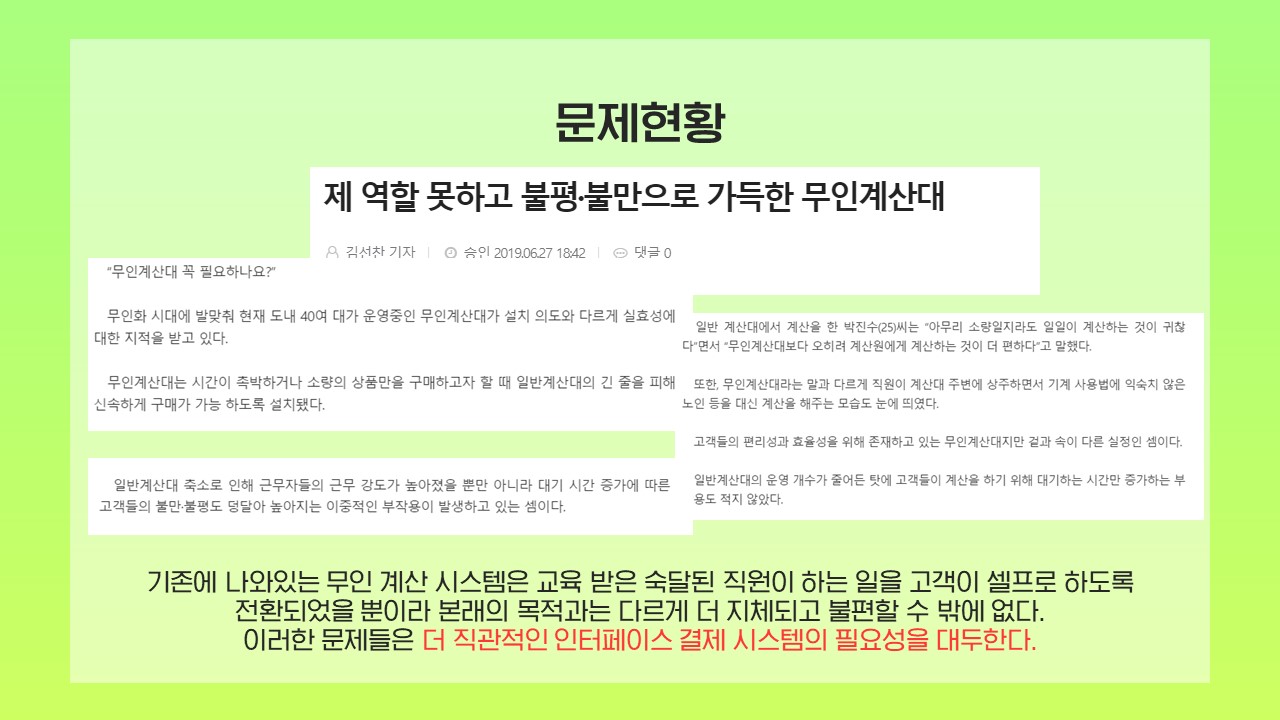 문제현황
제 역할 못하고 불평·불만으로 가득한 무인계산대
김선찬 기자 승인 2019.06.27 18:42 댓글 0
“무인계산대 꼭 필요하나요?”
무인화 시대에 발맞춰 현재 도내 40여 대가 운영중인 무인계산대가 설치 의도와 다르게 실효성에
대한 지적을 받고 있다.
무인계산대는 시간이 촉박하거나 소량의 상품만을 구매하고자 할 때 일반계산대의 긴 줄을 피해
신속하게 구매가 가능 하도록 설치됐다.
일반계산대 축소로 인해 근무자들의 근무 강도가 높아졌을 뿐만 아니라 대기 시간 증가에 따른
고객들의 불만·불평도 덩달아 높아지는 이중적인 부작용이 발생하고 있는 셈이다.
일반 계산대에서 계산을 한 박진수(25)씨는 “아무리 소량일지라도 일일이 계산하는 것이 귀찮
다”면서 “무인계산대보다 오히려 계산원에게 계산하는 것이 더 편하다”고 말했다.
또한, 무인계산대라는 말과 다르게 직원이 계산대 주변에 상주하면서 기계 사용법에 익숙치 않은
노인 등을 대신 계산을 해주는 모습도 눈에 띄였다.
고객들의 편리성과 효율성을 위해 존재하고 있는 무인계산대지만 겉과 속이 다른 실정인 셈이다.
일반계산대의 운영 개수가 줄어든 탓에 고객들이 계산을 하기 위해 대기하는 시간만 증가하는 부
용도 적지 않았다.
기존에 나와있는 무인 계산 시스템은 교육 받은 숙달된 직원이 하는 일을 고객이 셀프로 하도록
전환되었을 뿐이라 본래의 목적과는 다르게 더 지체되고 불편할 수 밖에 없다.
이러한 문제들은 더 직관적인 인터페이스 결제 시스템의 필요성을 대두한다.